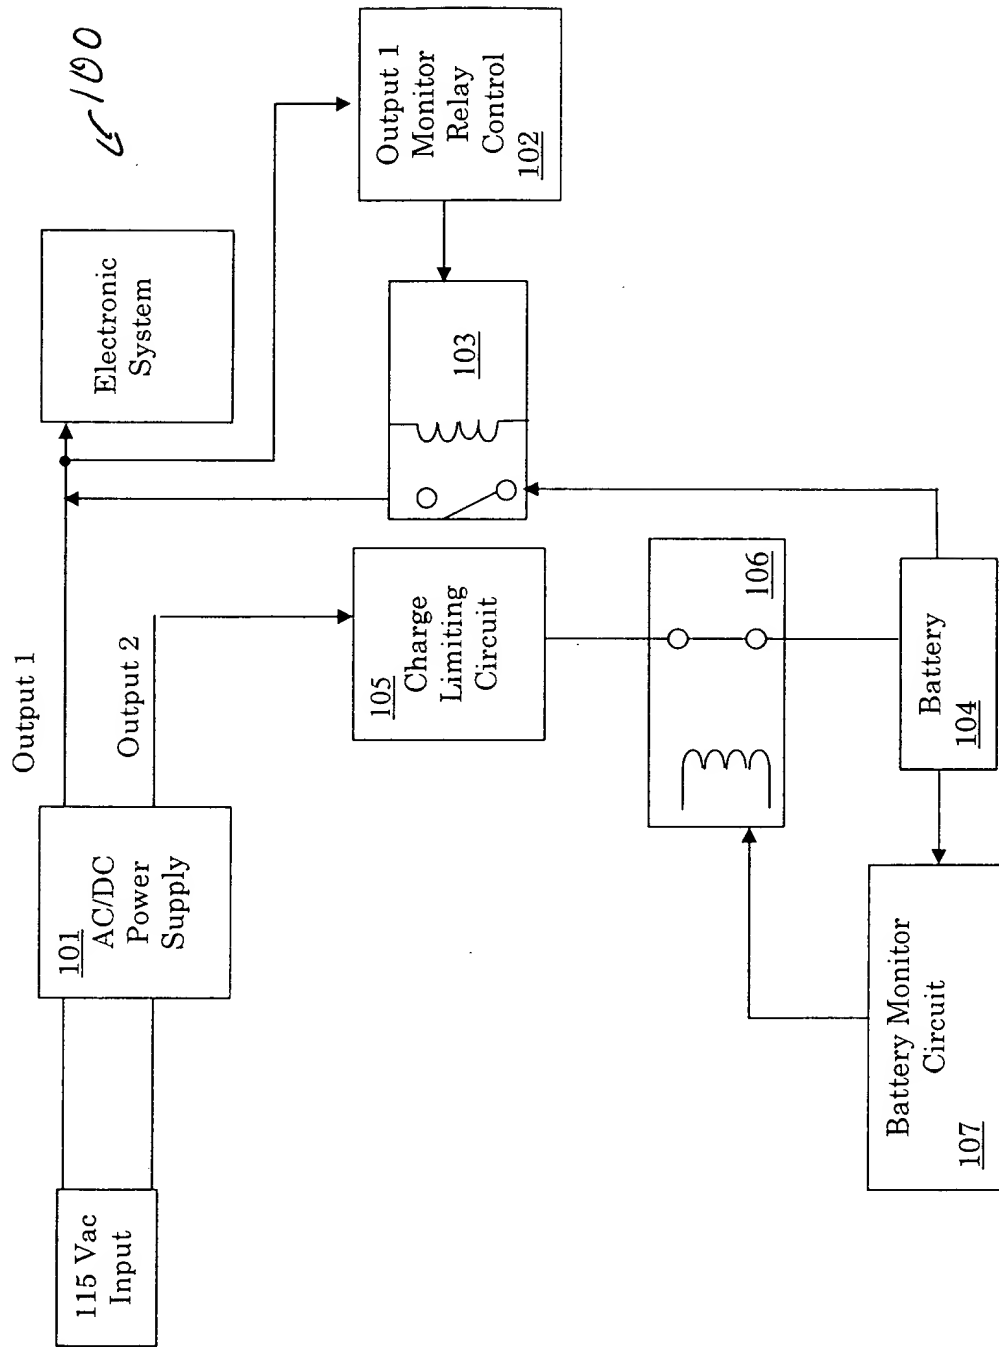 100
115 Vac
Input
101
AC/DC
Power
Supply
Output 1
Output 2
Electronic
System
Output 1
Monitor
Relay
Control
102
103
105
Charge
Limiting
Circuit
106
Battery
104
Battery Monitor
Circuit
107